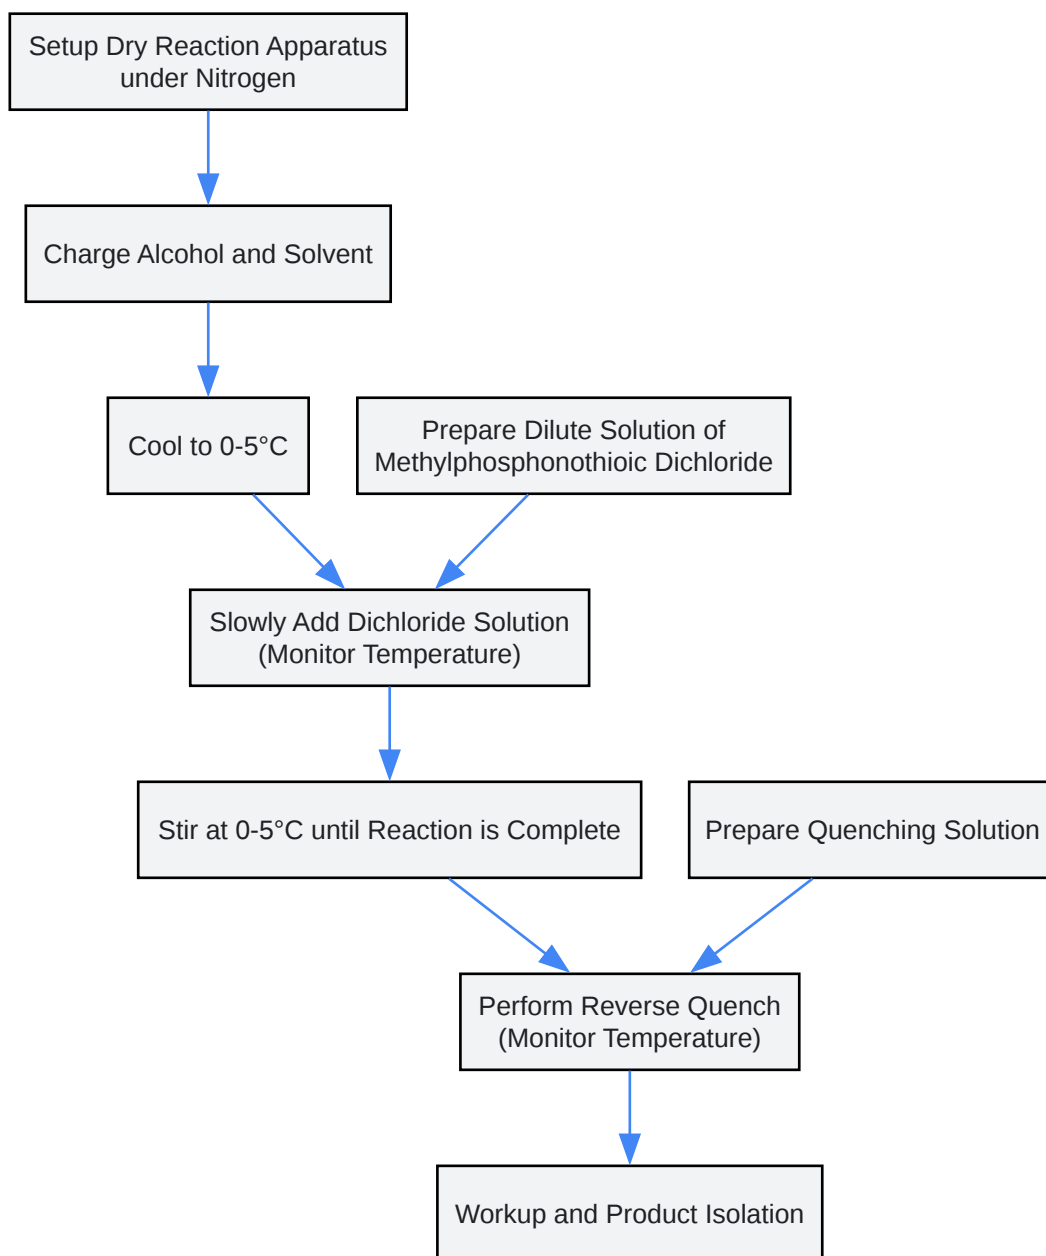 Setup Dry Reaction Apparatus
under Nitrogen
Charge Alcohol and Solvent
Cool to 0-5°C
Prepare Dilute Solution of
Methylphosphonothioic Dichloride
Slowly Add Dichloride Solution
(Monitor Temperature)
Stir at 0-5°C until Reaction is Complete
Prepare Quenching Solution
Perform Reverse Quench
(Monitor Temperature)
Workup and Product Isolation